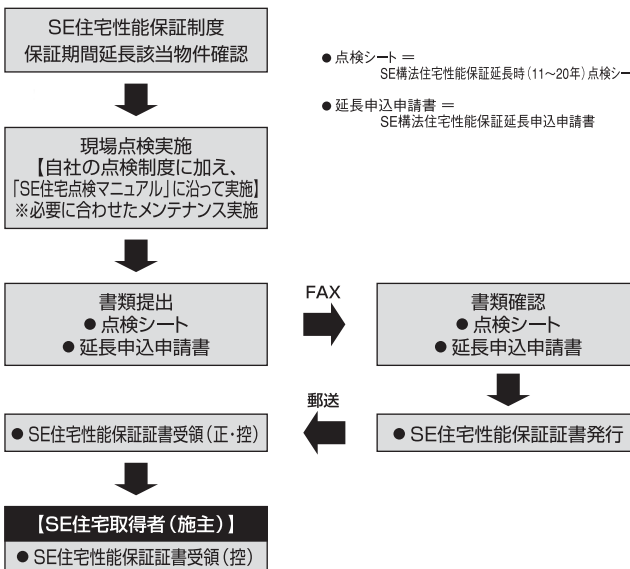 SE住宅性能保証制度
保証期間延長該当物件確認
● 点検シート ＝
SE構法住宅性能保証延長時（11～20年）点検シー
● 延長申込申請書 ＝
SE構法住宅性能保証延長申込申請書
現場点検実施
【自社の点検制度に加え、
「SE住宅点検マニュアル」に沿って実施】
※必要に合わせたメンテナンス実施
書類提出
● 点検シート
● 延長申込申請書
FAX
書類確認
● 点検シート
● 延長申込申請書
郵送
● SE住宅性能保証証書受領（正・控）
● SE住宅性能保証証書発行
【SE住宅取得者（施主）】
● SE住宅性能保証証書受領（控）